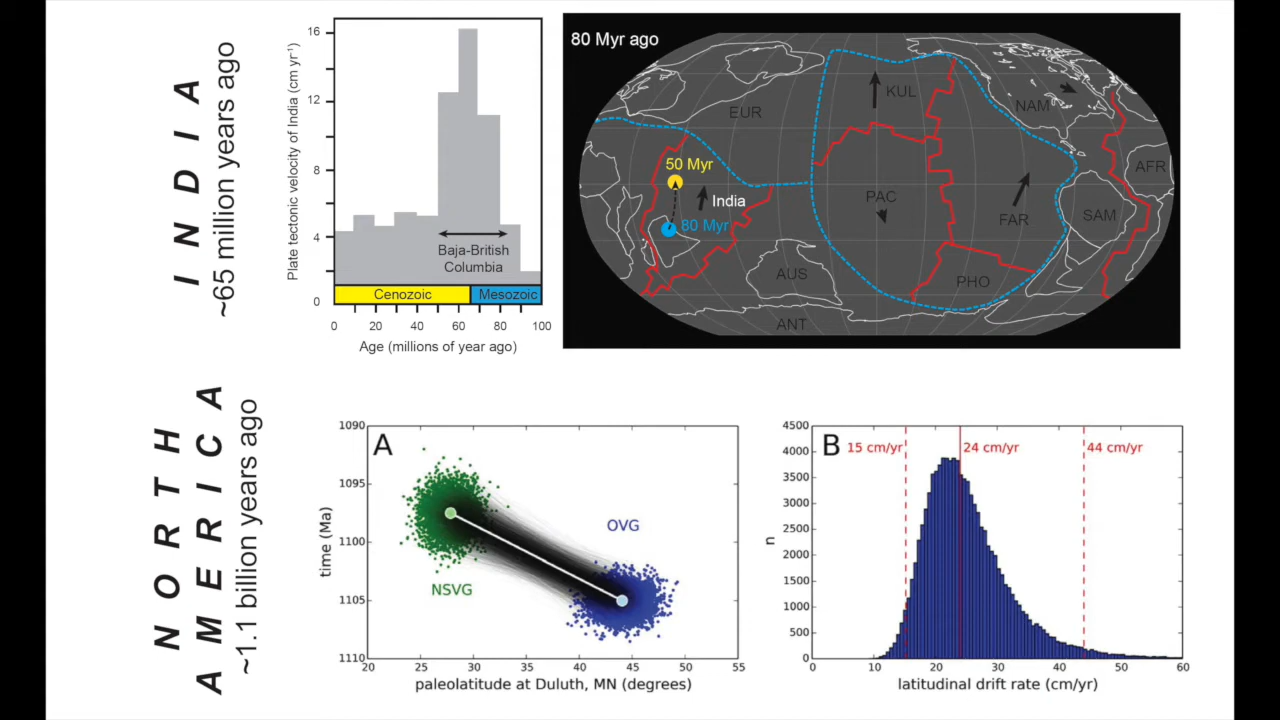 I N D I A
~65 million years ago
Plate tectonic velocity of India (cm yr⁻¹)
16
12
8
4
0
Baja-British
Columbia
Cenozoic
Mesozoic
0
20
40
60
80
100
Age (millions of year ago)
80 Myr ago
EUR
KUL
NAM
50 Myr
AFR
India
PAC
80 Myr
FAR
SAM
AUS
PHO
ANT
N O R T H
A M E R I C A
~1.1 billion years ago
A
time (Ma)
1090
1095
1100
1105
1110
OVG
NSVG
20
25
30
35
40
45
50
55
paleolatitude at Duluth, MN (degrees)
B
n
4500
4000
3500
3000
2500
2000
1500
1000
500
0
15 cm/yr
24 cm/yr
44 cm/yr
0
10
20
30
40
50
60
latitudinal drift rate (cm/yr)